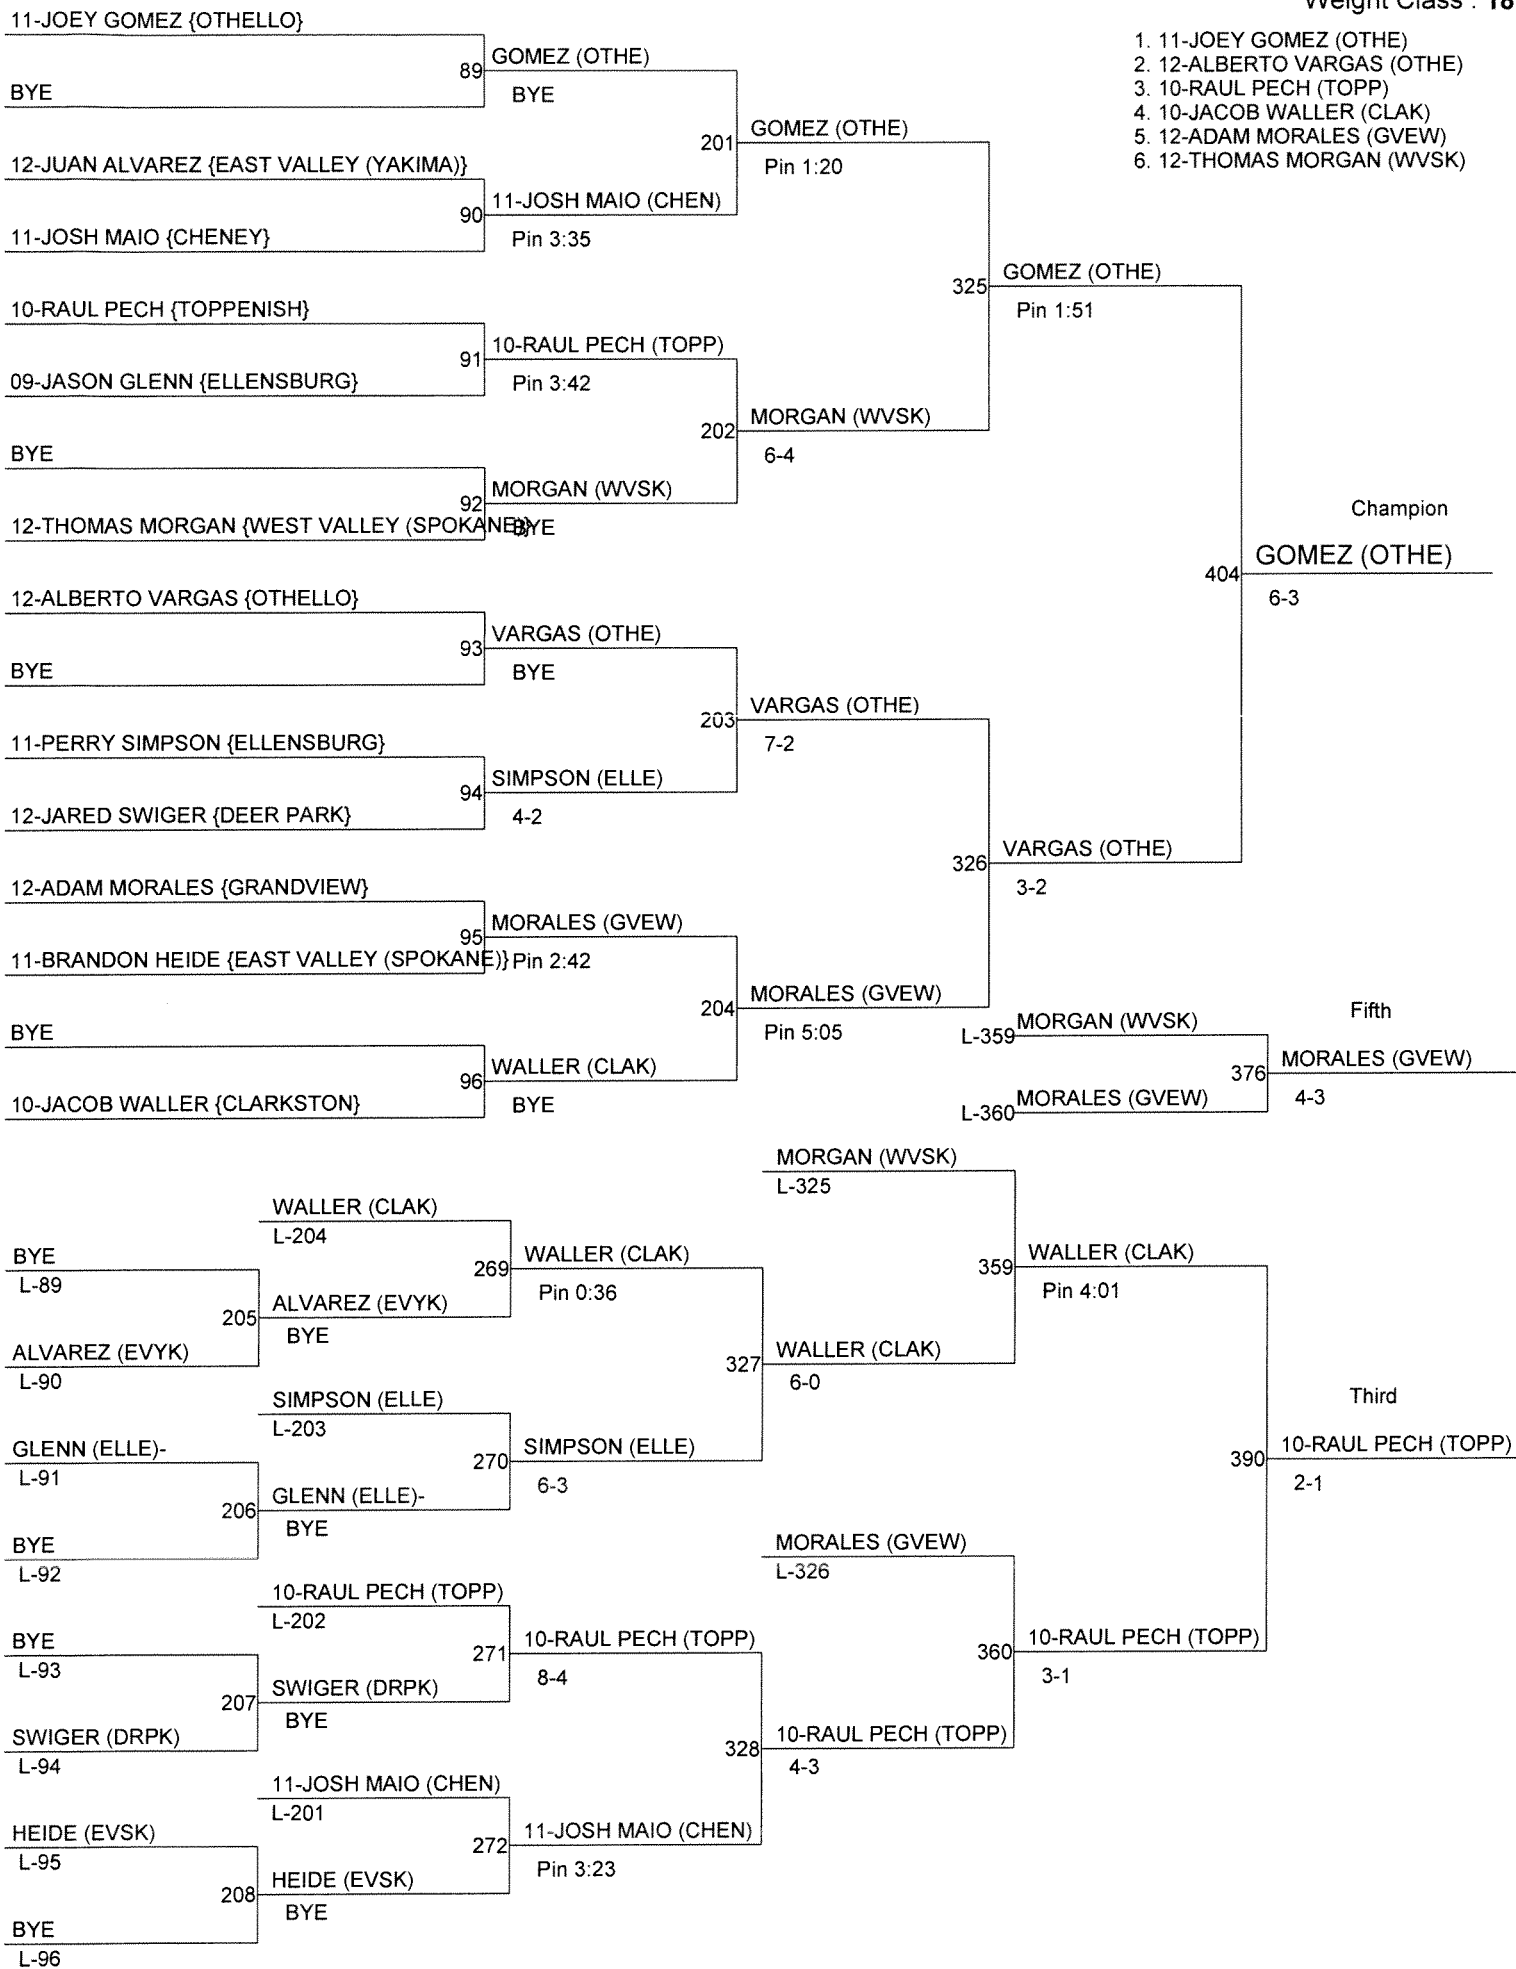 Weight Class : 18
1. 11-JOEY GOMEZ (OTHE)
2. 12-ALBERTO VARGAS (OTHE)
3. 10-RAUL PECH (TOPP)
4. 10-JACOB WALLER (CLAK)
5. 12-ADAM MORALES (GVEW)
6. 12-THOMAS MORGAN (WVSK)
11-JOEY GOMEZ {OTHELLO}
89
BYE
GOMEZ (OTHE)
BYE
12-JUAN ALVAREZ {EAST VALLEY (YAKIMA)}
90
11-JOSH MAIO {CHENEY}
11-JOSH MAIO (CHEN)
Pin 3:35
201
GOMEZ (OTHE)
Pin 1:20
10-RAUL PECH {TOPPENISH}
91
09-JASON GLENN {ELLENSBURG}
10-RAUL PECH (TOPP)
Pin 3:42
BYE
92
12-THOMAS MORGAN {WEST VALLEY (SPOKANE)}
MORGAN (WVSK)
BYE
202
MORGAN (WVSK)
6-4
325
GOMEZ (OTHE)
Pin 1:51
12-ALBERTO VARGAS {OTHELLO}
93
BYE
VARGAS (OTHE)
BYE
11-PERRY SIMPSON {ELLENSBURG}
94
12-JARED SWIGER {DEER PARK}
SIMPSON (ELLE)
4-2
203
VARGAS (OTHE)
7-2
12-ADAM MORALES {GRANDVIEW}
95
11-BRANDON HEIDE {EAST VALLEY (SPOKANE)}
MORALES (GVEW)
Pin 2:42
BYE
96
10-JACOB WALLER {CLARKSTON}
WALLER (CLAK)
BYE
204
MORALES (GVEW)
Pin 5:05
326
VARGAS (OTHE)
3-2
Champion
404
GOMEZ (OTHE)
6-3
Fifth
L-359
MORGAN (WVSK)
L-360
MORALES (GVEW)
376
MORALES (GVEW)
4-3
BYE
L-89
205
ALVAREZ (EVYK)
L-90
WALLER (CLAK)
L-204
269
ALVAREZ (EVYK)
BYE
WALLER (CLAK)
Pin 0:36
GLENN (ELLE)-
L-91
206
BYE
L-92
SIMPSON (ELLE)
L-203
270
GLENN (ELLE)-
BYE
SIMPSON (ELLE)
6-3
327
WALLER (CLAK)
6-0
MORGAN (WVSK)
L-325
359
WALLER (CLAK)
Pin 4:01
BYE
L-93
207
SWIGER (DRPK)
L-94
10-RAUL PECH (TOPP)
L-202
271
SWIGER (DRPK)
BYE
10-RAUL PECH (TOPP)
8-4
HEIDE (EVSK)
L-95
208
BYE
L-96
11-JOSH MAIO (CHEN)
L-201
272
HEIDE (EVSK)
BYE
11-JOSH MAIO (CHEN)
Pin 3:23
328
10-RAUL PECH (TOPP)
4-3
MORALES (GVEW)
L-326
360
10-RAUL PECH (TOPP)
3-1
Third
390
10-RAUL PECH (TOPP)
2-1